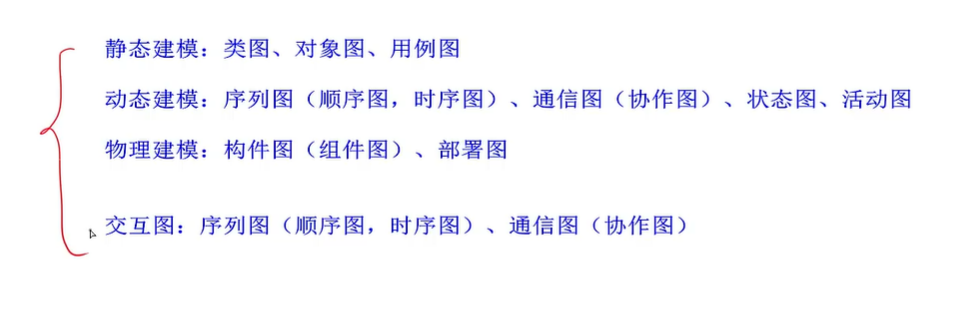 静态建模：类图、对象图、用例图
动态建模：序列图（顺序图，时序图）、通信图（协作图）、状态图、活动图
物理建模：构件图（组件图）、部署图
交互图：序列图（顺序图，时序图）、通信图（协作图）